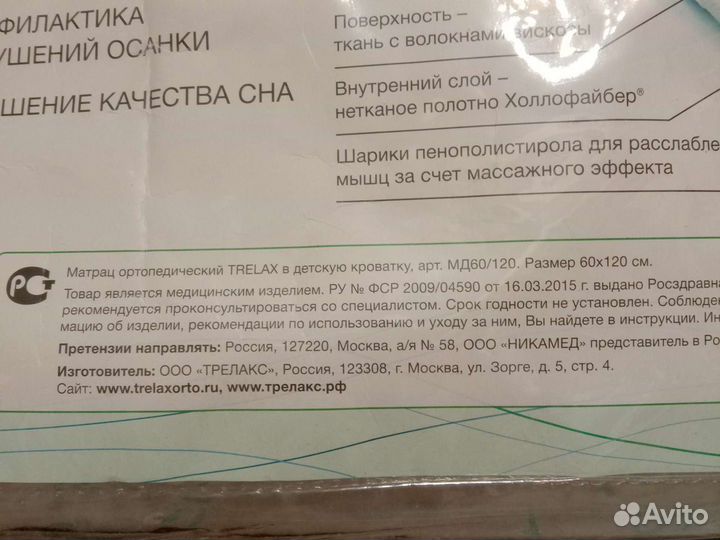 ФИЛАКТИКА
УШЕНИЙ ОСАНКИ
ШЕНИЕ КАЧЕСТВА СНА
Поверхность –
ткань с волокнами вискозы
Внутренний слой –
нетканое полотно Холлофайбер®
Шарики пенополистирола для расслабле
мышц за счет массажного эффекта
РСТ
Матрац ортопедический TRELAX в детскую кроватку, арт. МД60/120. Размер 60х120 см.
Товар является медицинским изделием. РУ № ФСР 2009/04590 от 16.03.2015 г. выдано Росздравна
рекомендуется проконсультироваться со специалистом. Срок годности не установлен. Соблюден
мацию об изделии, рекомендации по использованию и уходу за ним, Вы найдете в инструкции. Ин
Претензии направлять: Россия, 127220, Москва, а/я № 58, ООО «НИКАМЕД» представитель в Ро
Изготовитель: ООО «ТРЕЛАКС», Россия, 123308, г. Москва, ул. Зорге, д. 5, стр. 4.
Сайт: www.trelaxorto.ru, www.трелакс.рф
Avito